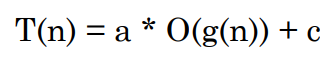 T(n) = a * O(g(n)) + c